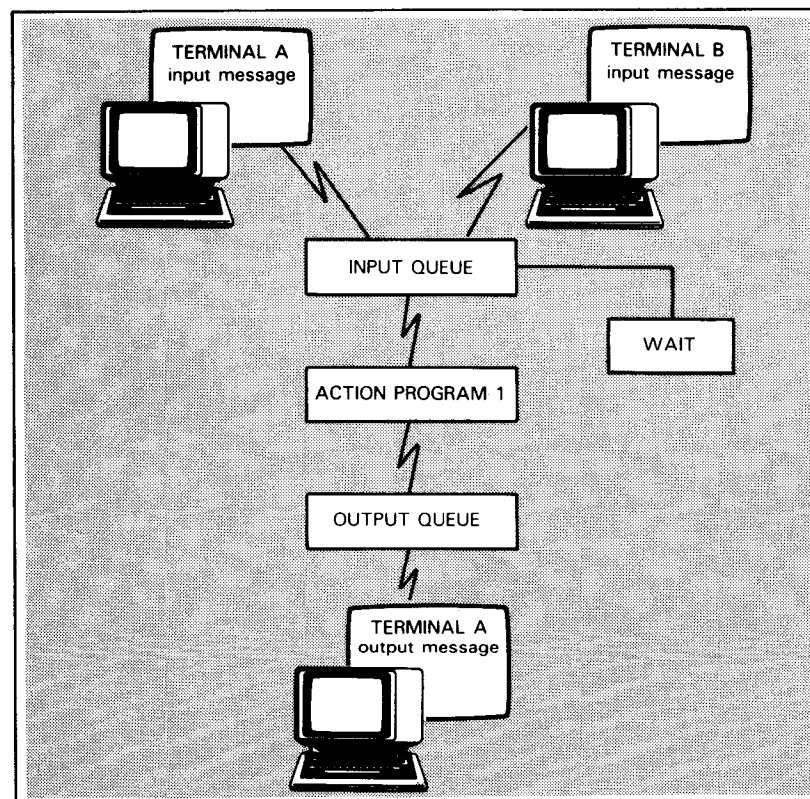 TERMINAL A
input message
TERMINAL B
input message
INPUT QUEUE
WAIT
ACTION PROGRAM 1
OUTPUT QUEUE
TERMINAL A
output message